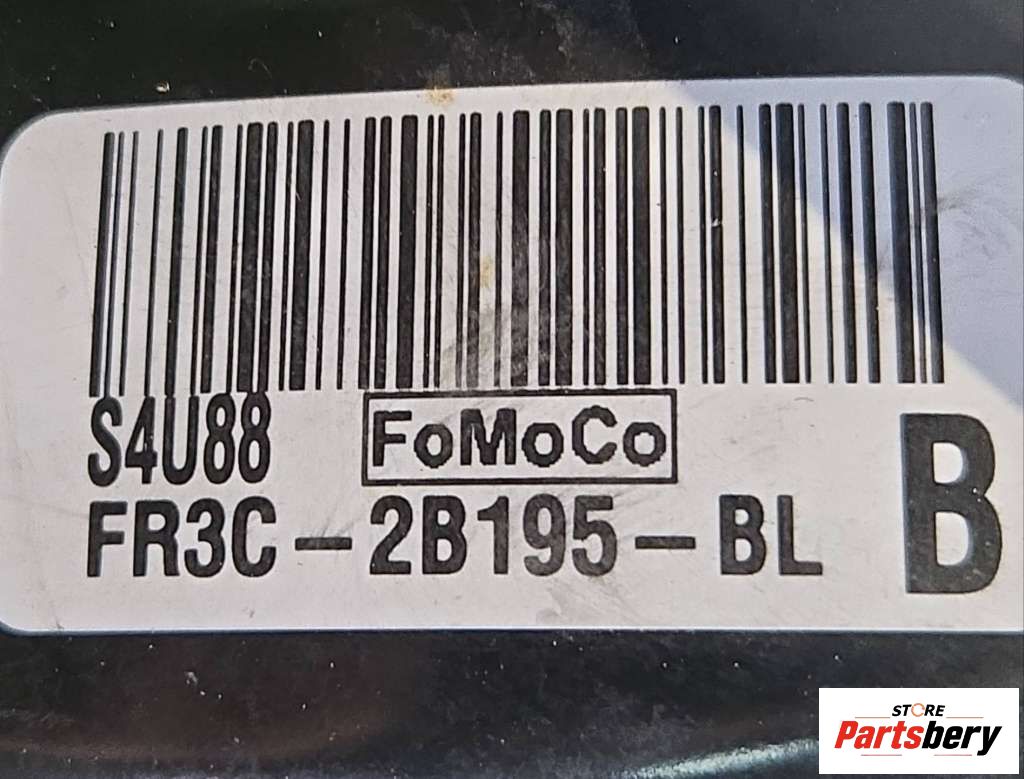 S4U88
FoMoCo
B
FR3C-2B195-BL
STORE
Partsbery